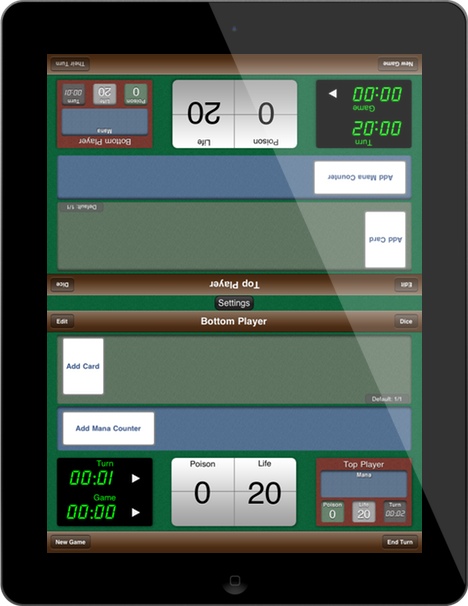 Their Turn
New Game
Bottom Player
Mana
Poison
Life
Turn
0
20
00:01
Poison
Life
0
20
Turn
00:02
Game
00:00
Add Mana Counter
Default: 1/1
Add Card
Dice
Top Player
Edit
Settings
Edit
Bottom Player
Dice
Add Card
Default: 1/1
Add Mana Counter
Turn
00:01
Game
00:00
Poison
Life
0
20
Top Player
Mana
Poison
Life
Turn
0
20
00:02
New Game
End Turn